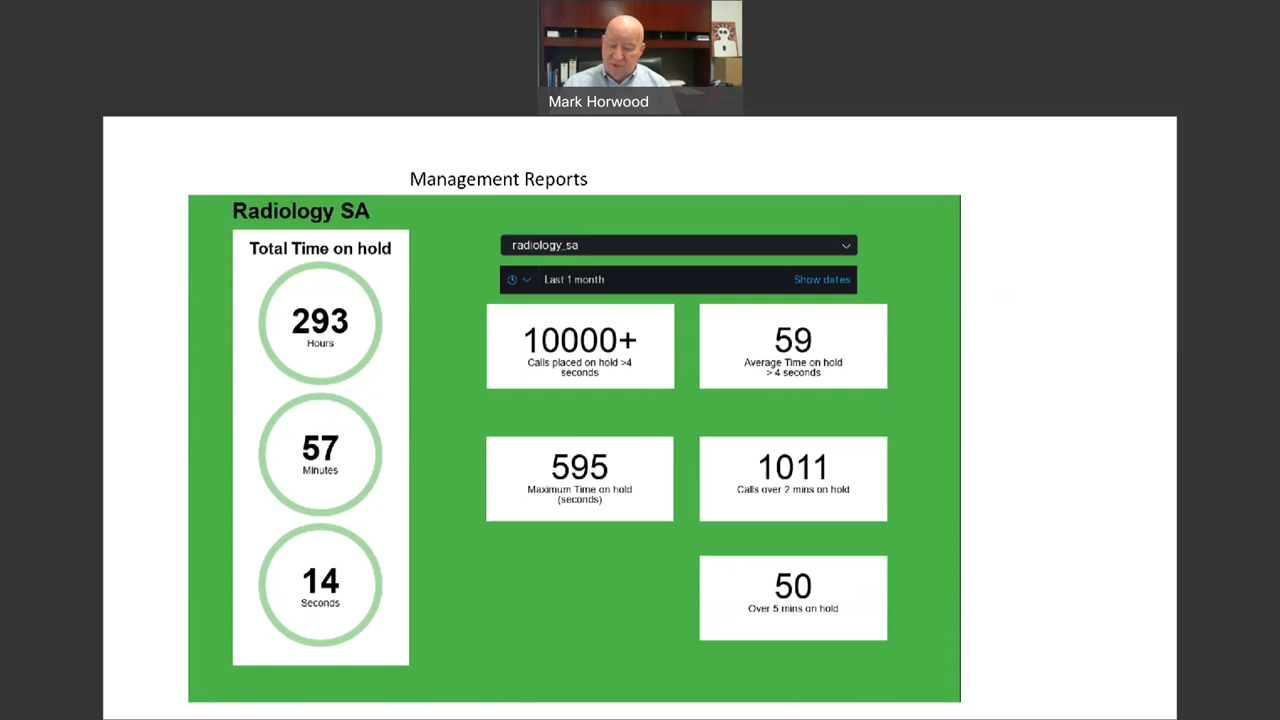 Mark Horwood
Management Reports
Radiology SA
Total Time on hold
293
Hours
57
Minutes
14
Seconds
radiology_sa
Last 1 month
Show dates
10000+
Calls placed on hold >4
seconds
59
Average Time on hold
> 4 seconds
595
Maximum Time on hold
(seconds)
1011
Calls over 2 mins on hold
50
Over 5 mins on hold